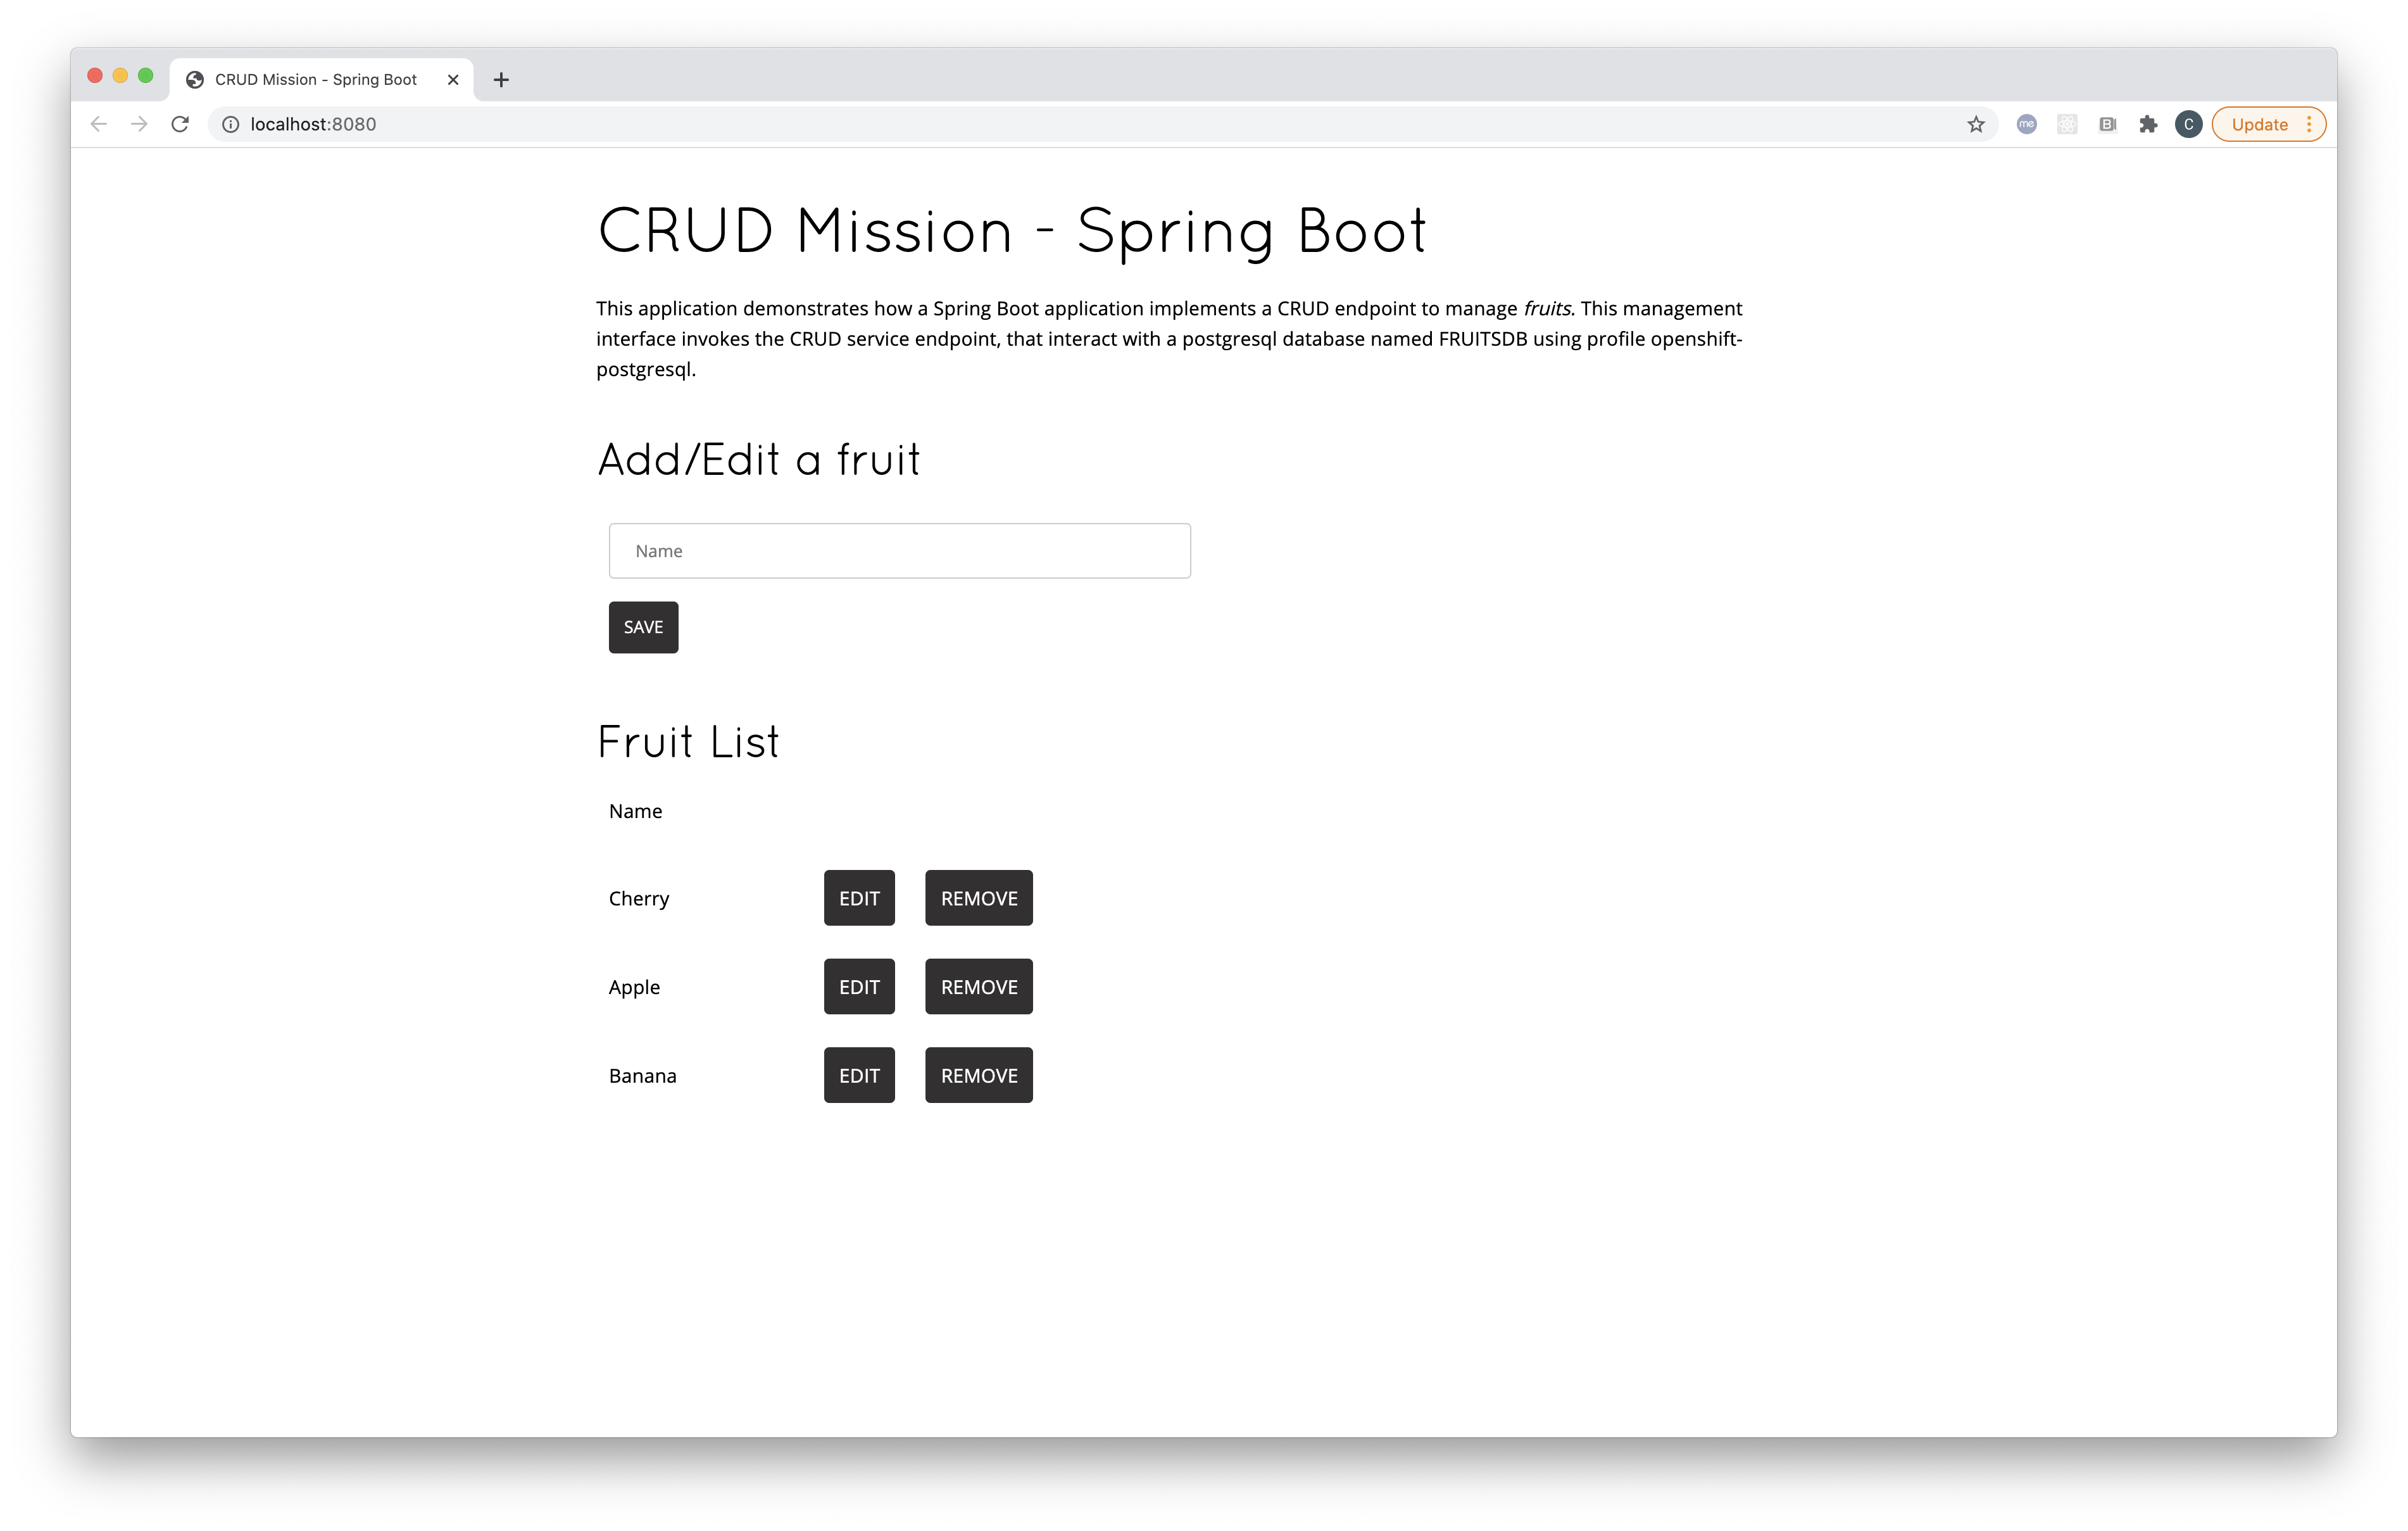 CRUD Mission - Spring Boot
localhost:8080
me
B
C
Update
CRUD Mission - Spring Boot
This application demonstrates how a Spring Boot application implements a CRUD endpoint to manage fruits. This management
interface invokes the CRUD service endpoint, that interact with a postgresql database named FRUITSDB using profile openshift-
postgresql.
Add/Edit a fruit
Name
SAVE
Fruit List
Name
Cherry EDIT REMOVE
Apple EDIT REMOVE
Banana EDIT REMOVE